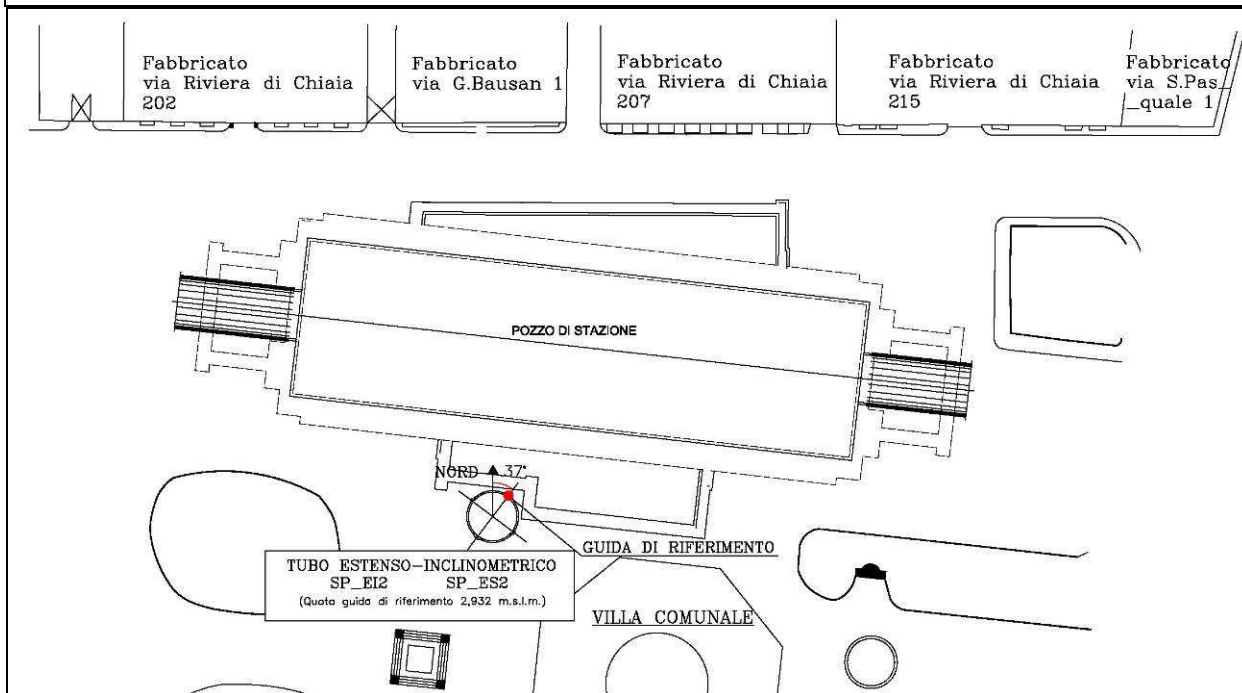 Fabbricato
via Riviera di Chiaia
202
Fabbricato
via G.Bausan 1
Fabbricato
via Riviera di Chiaia
207
Fabbricato
via Riviera di Chiaia
215
Fabbricato
via S.Pas_
_quale 1
POZZO DI STAZIONE
NORD 37°
GUIDA DI RIFERIMENTO
TUBO ESTENSO-INCLINOMETRICO
SP_EI2 SP_ES2
(Quota guida di riferimento 2,932 m.s.l.m.)
VILLA COMUNALE